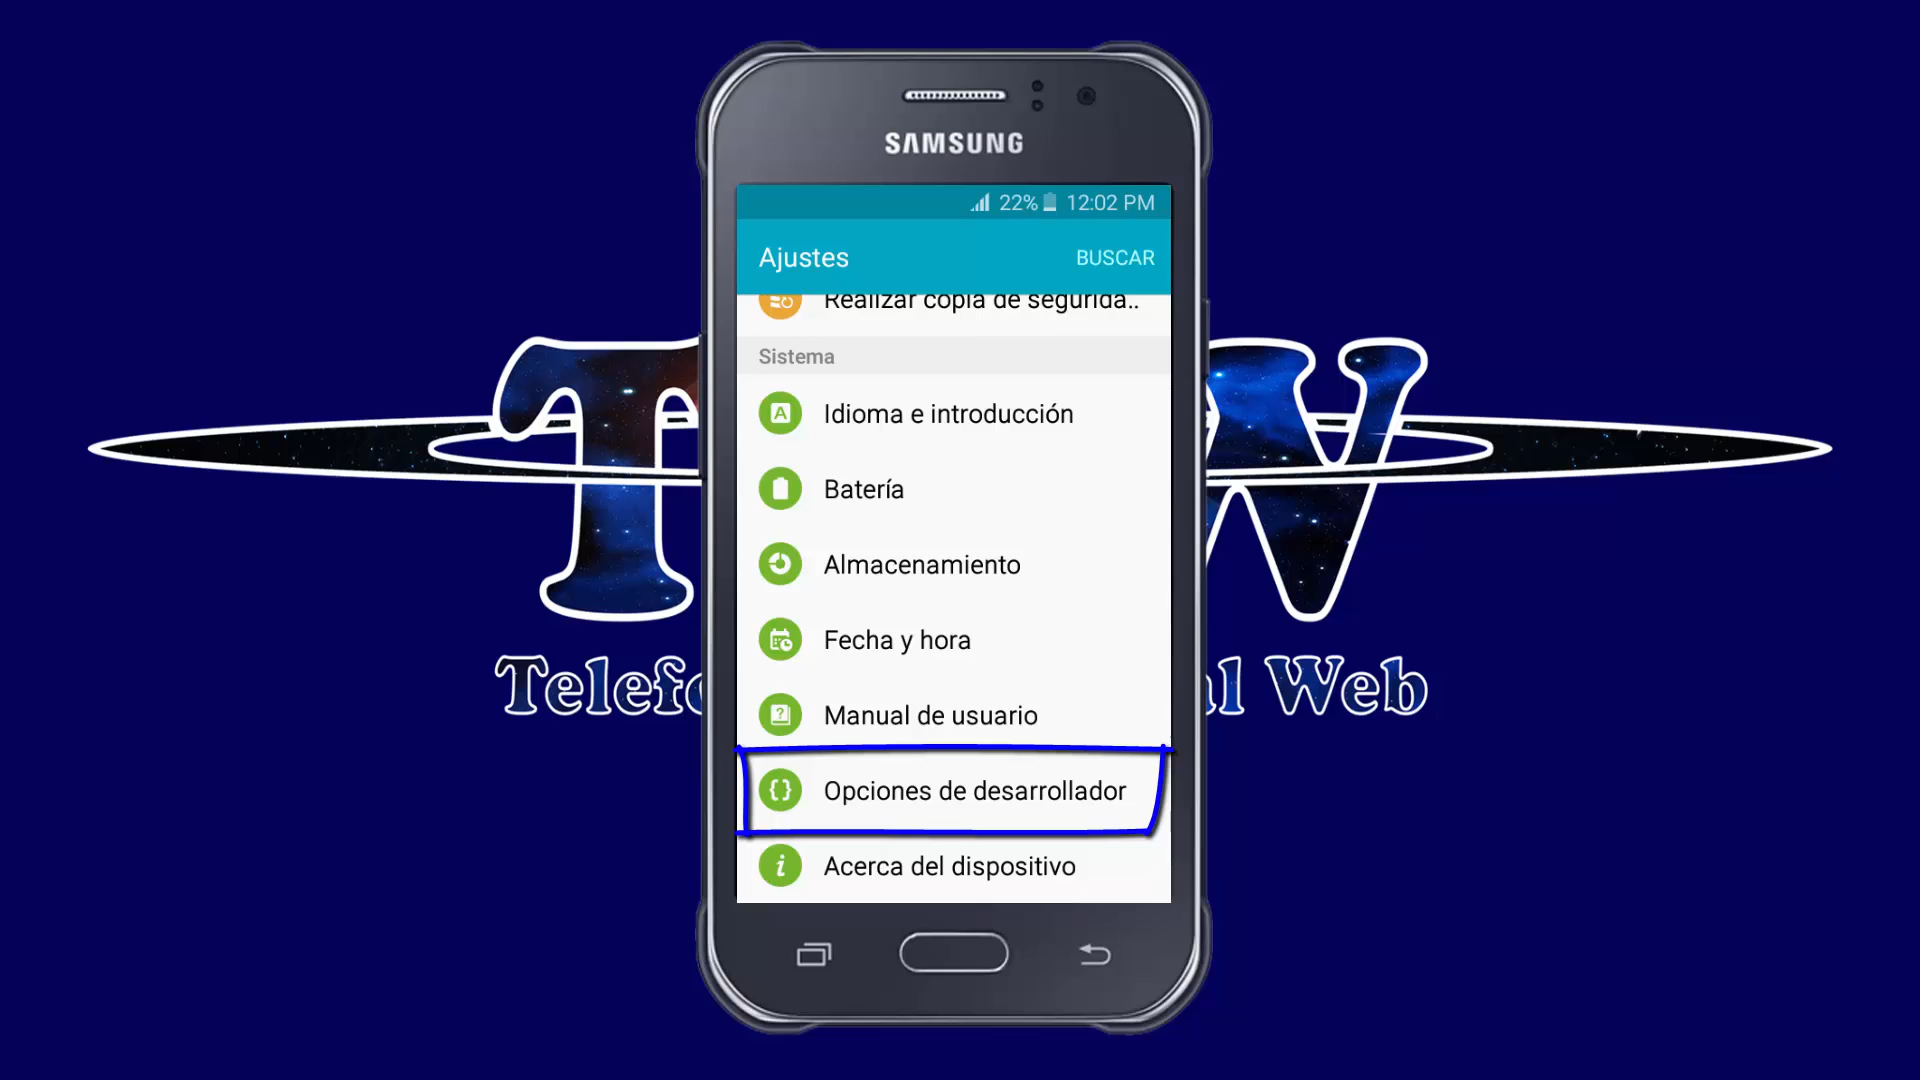 SAMSUNG
22% 12:02 PM
Ajustes BUSCAR
Realizar copia de segurida..
Sistema
Idioma e introducción
Batería
Almacenamiento
Fecha y hora
Manual de usuario
Opciones de desarrollador
Acerca del dispositivo
T W
Web